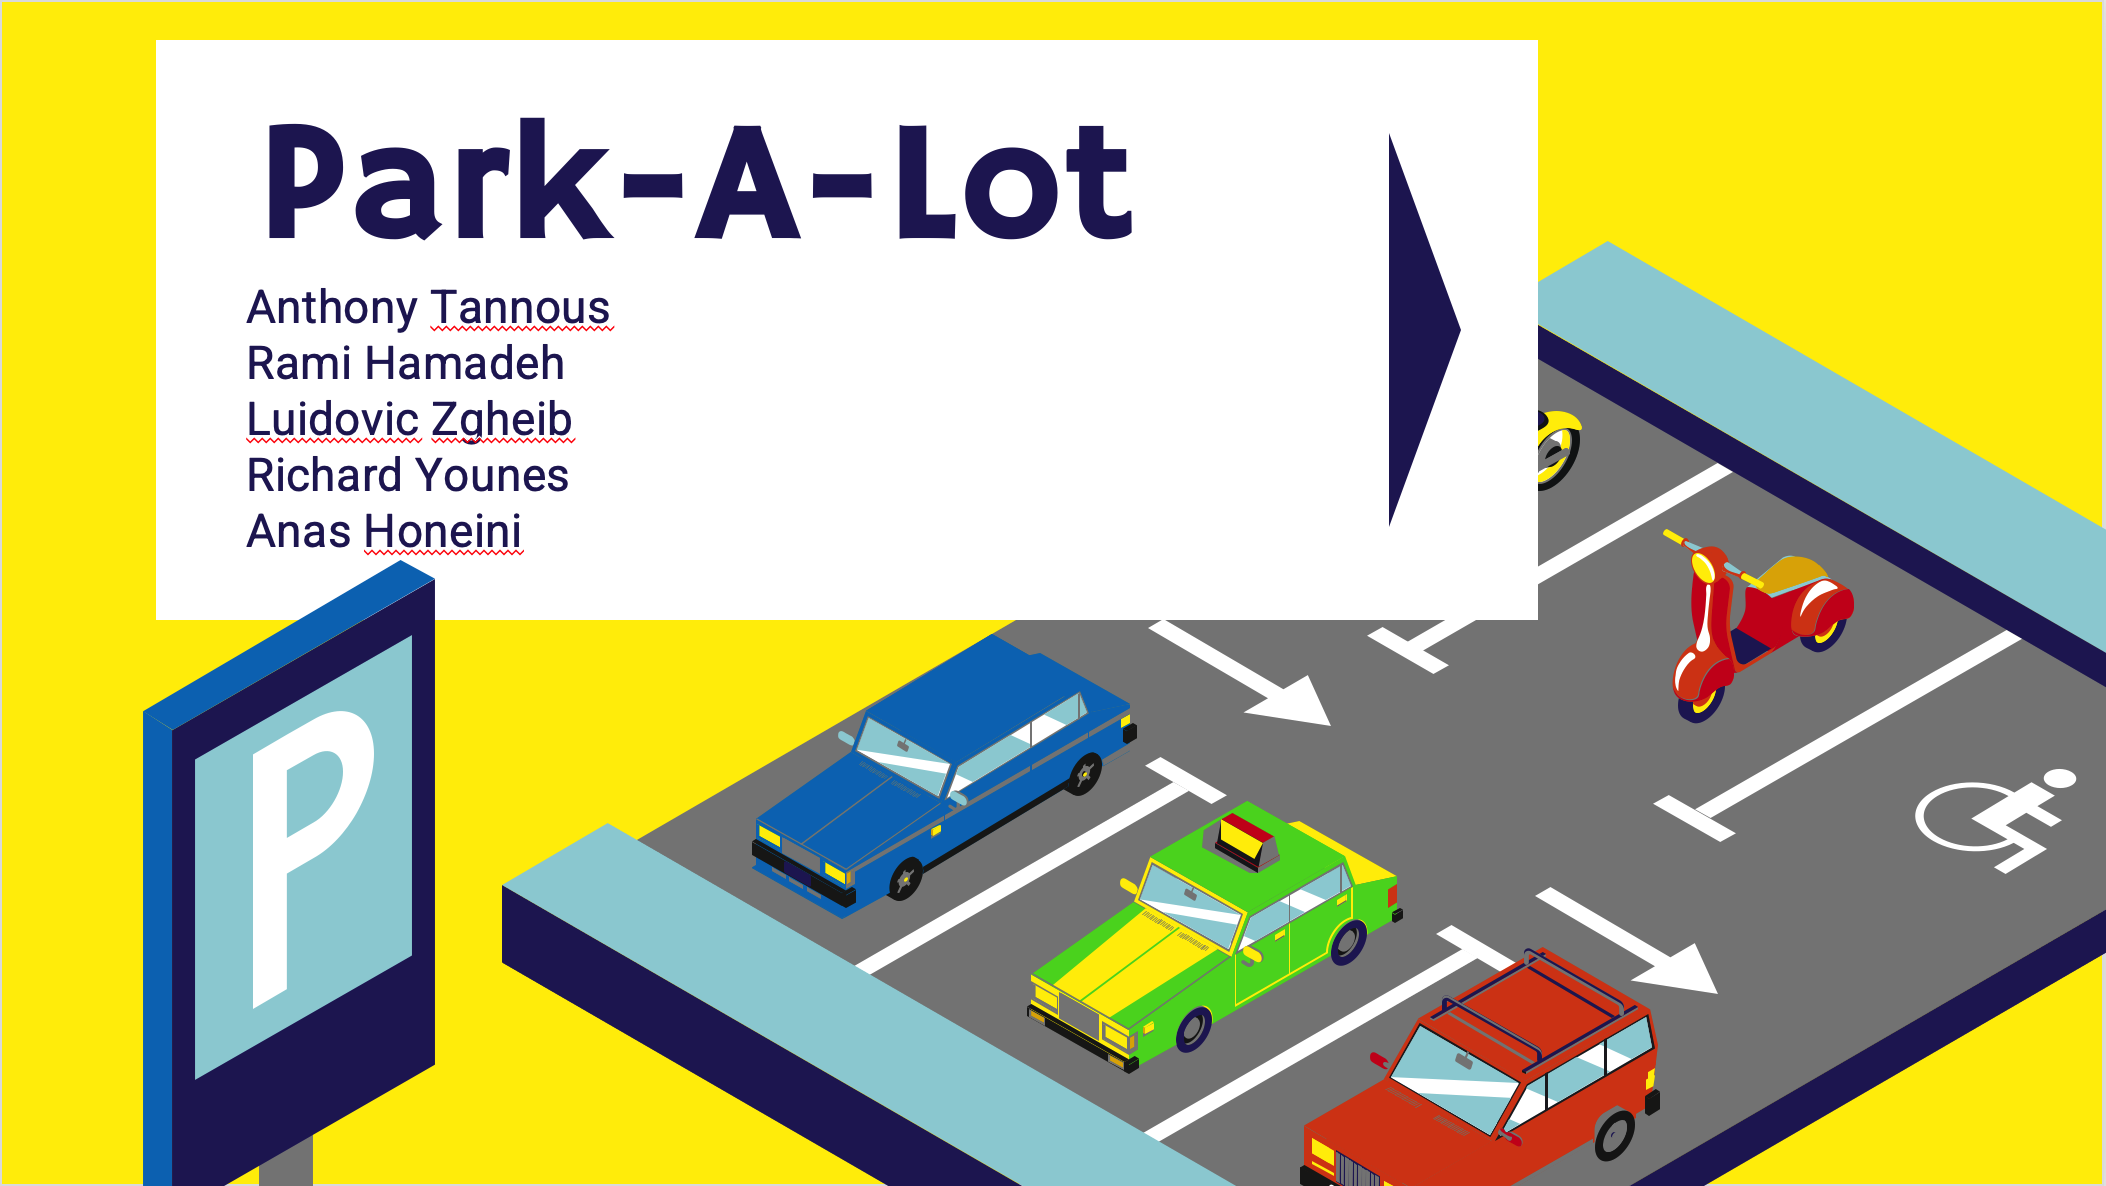 Park-A-Lot
Anthony Tannous
Rami Hamadeh
Luidovic Zgheib
Richard Younes
Anas Honeini
P